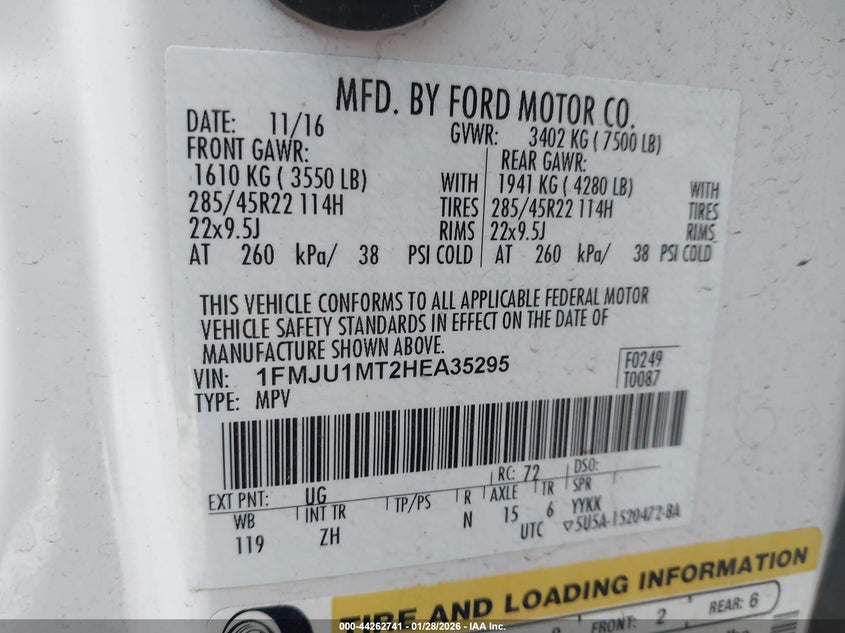 MFD. BY FORD MOTOR CO.
DATE: 11/16 GVWR: 3402 KG ( 7500 LB)
FRONT GAWR: REAR GAWR:
1610 KG ( 3550 LB) WITH 1941 KG ( 4280 LB) WITH
285/45R22 114H TIRES 285/45R22 114H TIRES
22x9.5J RIMS 22x9.5J RIMS
AT 260 kPa/ 38 PSI COLD AT 260 kPa/ 38 PSI COLD
THIS VEHICLE CONFORMS TO ALL APPLICABLE FEDERAL MOTOR
VEHICLE SAFETY STANDARDS IN EFFECT ON THE DATE OF
MANUFACTURE SHOWN ABOVE.
VIN: 1FMJU1MT2HEA35295 F0249
TYPE: MPV T0087
EXT PNT: UG RC: 72 DSO:
WB INT TR TP/PS R AXLE TR SPR
119 ZH N 15 6 YYKK
UTC ▽5U5A-1520472-BA
TIRE AND LOADING INFORMATION
FRONT: 2 REAR: 6
000-44262741 - 01/28/2026 - IAA Inc.